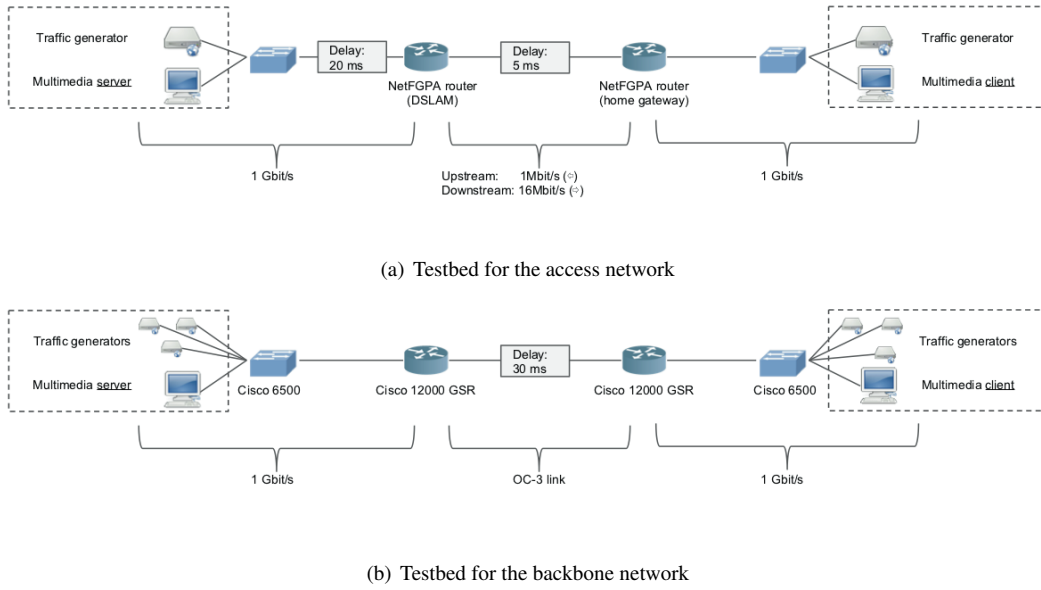 Traffic generator
Multimedia server
Delay:
20 ms
NetFGPA router
(DSLAM)
Delay:
5 ms
NetFGPA router
(home gateway)
Traffic generator
Multimedia client
1 Gbit/s
Upstream: 1Mbit/s (⇦)
Downstream: 16Mbit/s (⇨)
1 Gbit/s
(a) Testbed for the access network
Traffic generators
Multimedia server
Cisco 6500
Cisco 12000 GSR
Delay:
30 ms
Cisco 12000 GSR
Cisco 6500
Traffic generators
Multimedia client
1 Gbit/s
OC-3 link
1 Gbit/s
(b) Testbed for the backbone network